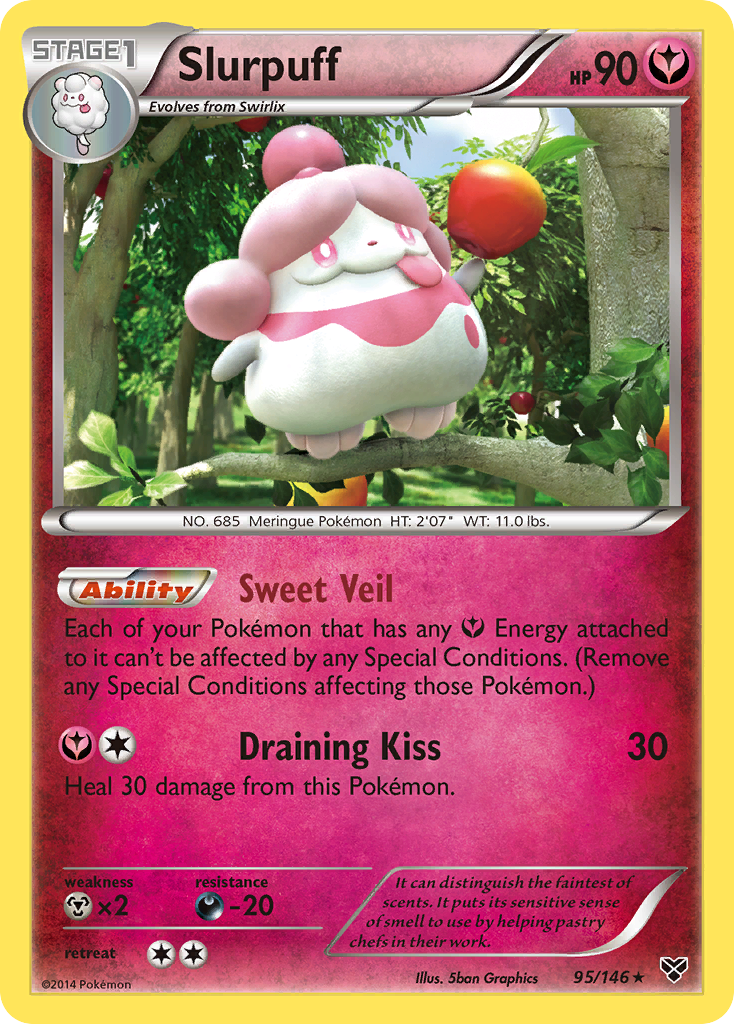 STAGE1
Slurpuff
HP 90
Evolves from Swirlix
NO. 685 Meringue Pokémon HT: 2'07" WT: 11.0 lbs.
Ability Sweet Veil
Each of your Pokémon that has any Energy attached
to it can't be affected by any Special Conditions. (Remove
any Special Conditions affecting those Pokémon.)
Draining Kiss 30
Heal 30 damage from this Pokémon.
weakness resistance
×2 -20
retreat
It can distinguish the faintest of
scents. It puts its sensitive sense
of smell to use by helping pastry
chefs in their work.
©2014 Pokémon Illus. 5ban Graphics 95/146★